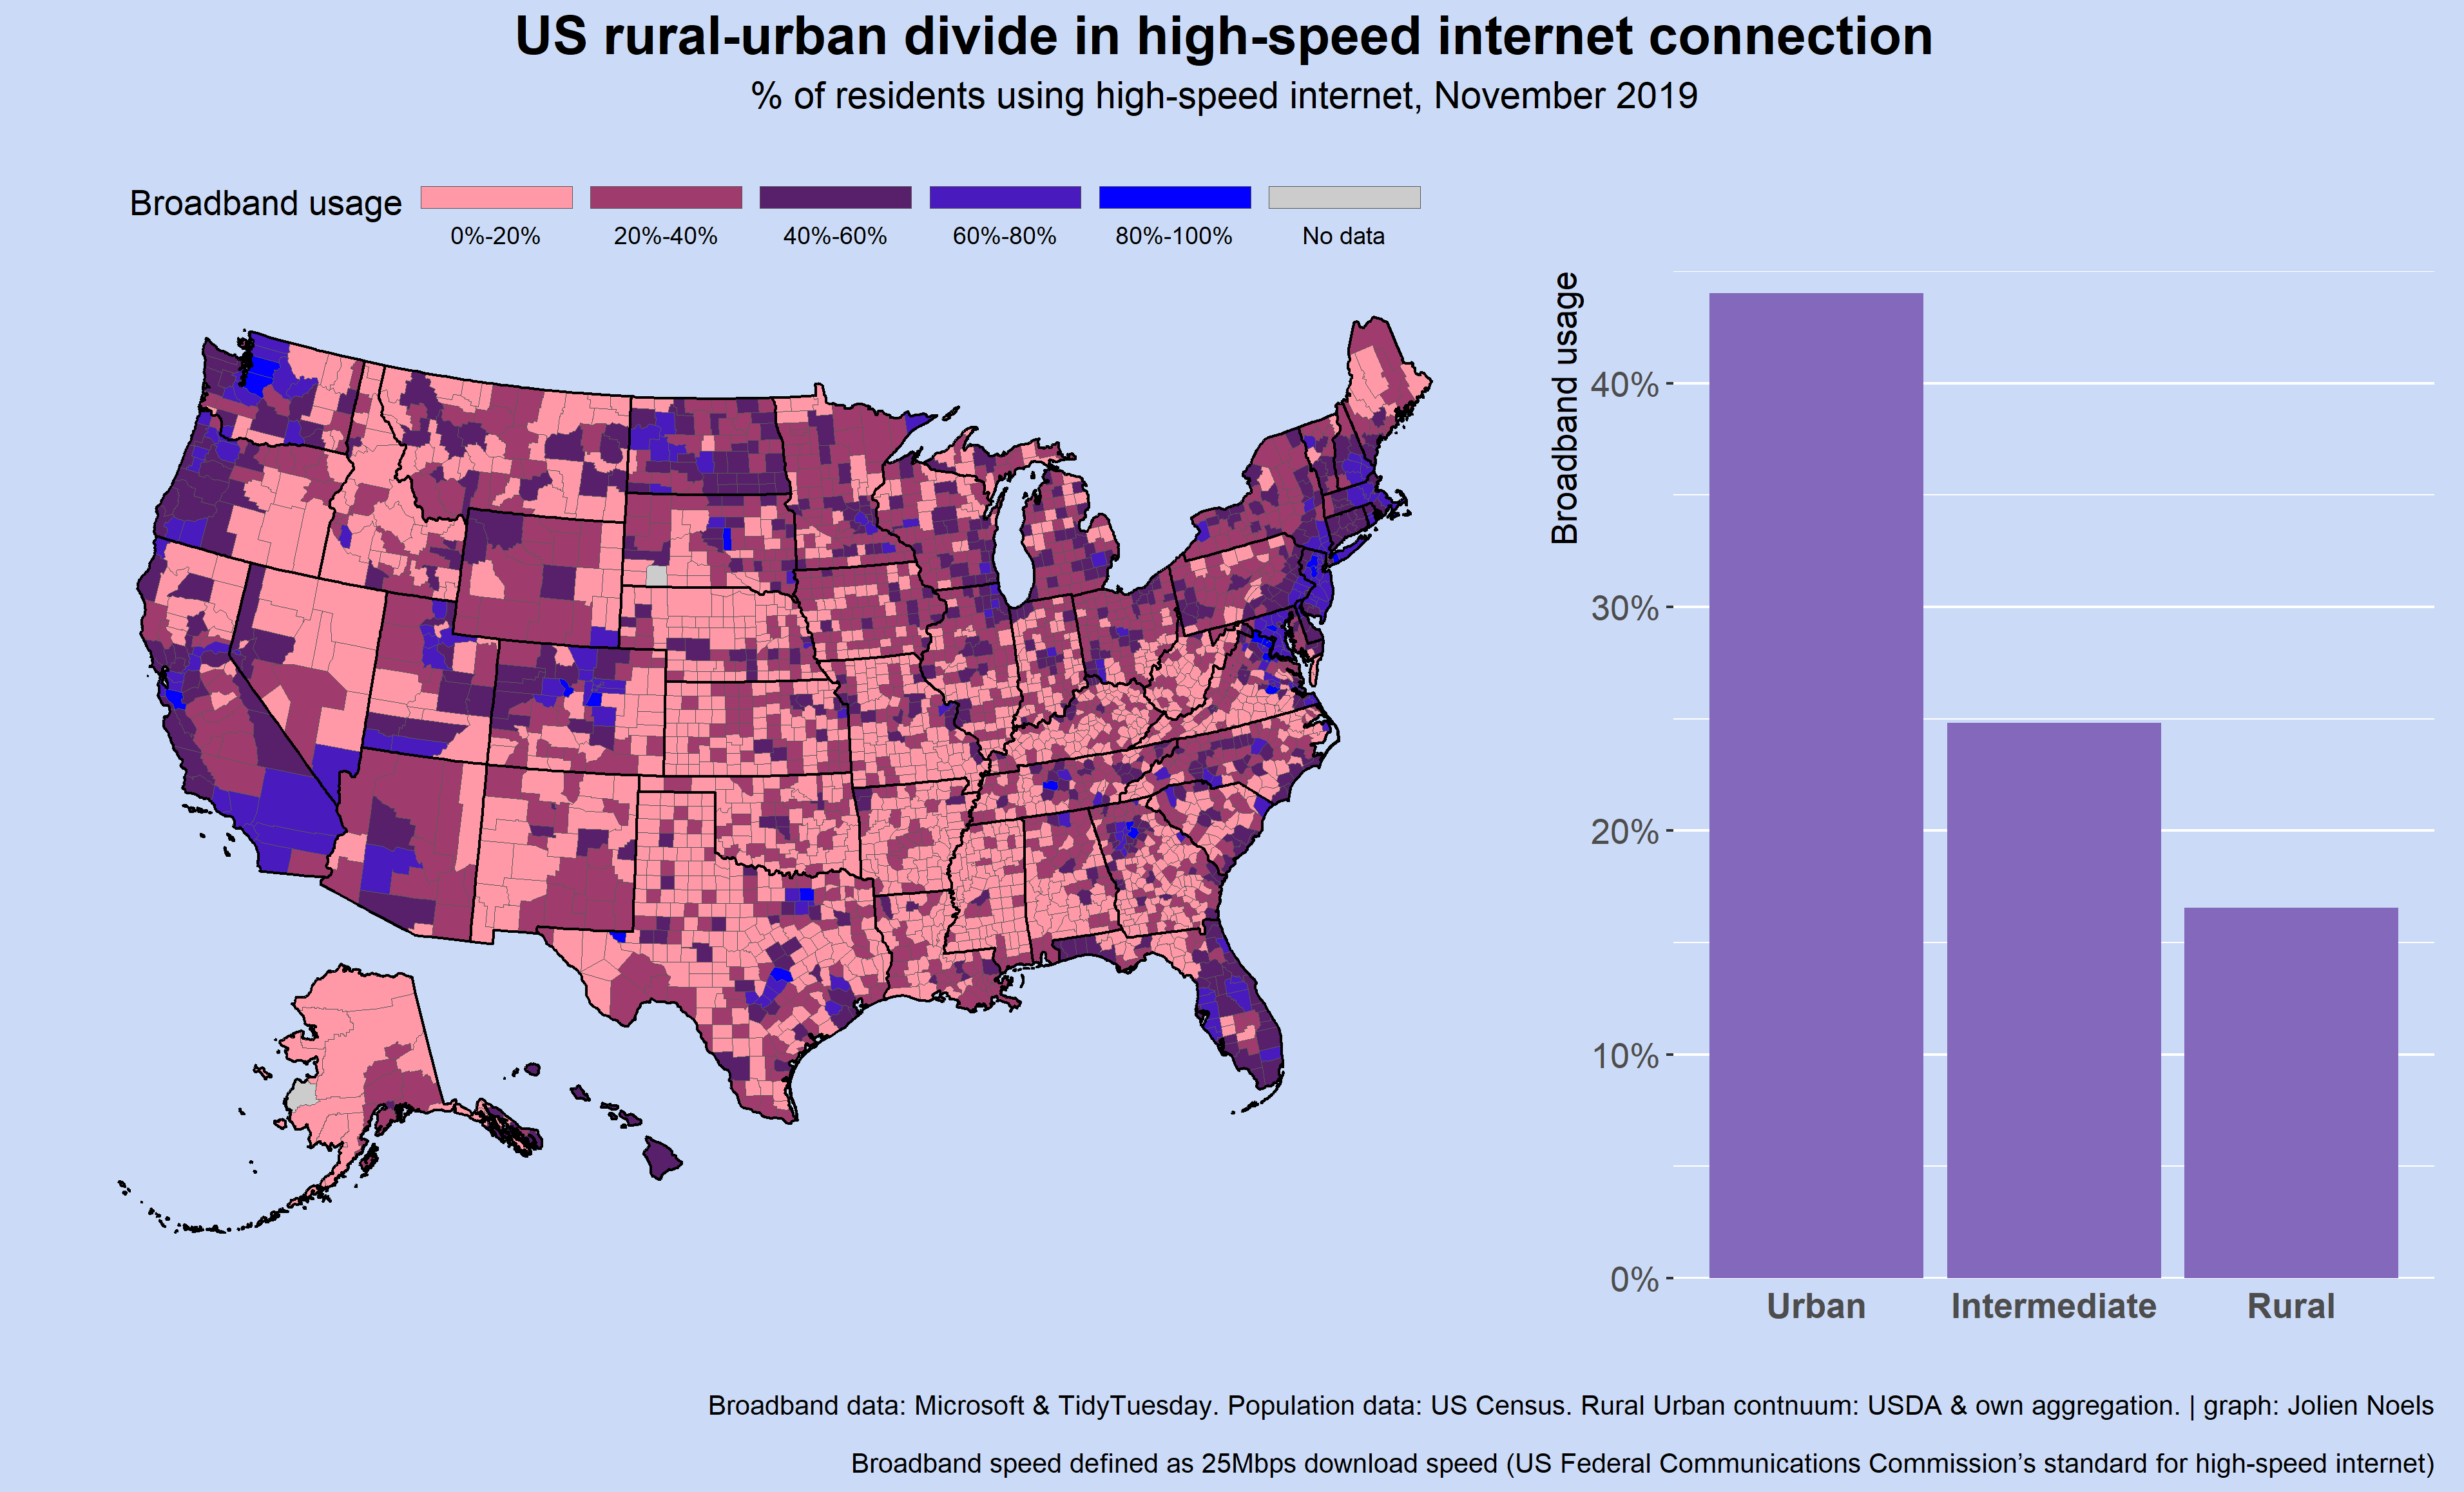 US rural-urban divide in high-speed internet connection
% of residents using high-speed internet, November 2019
Broadband usage
0%-20%
20%-40%
40%-60%
60%-80%
80%-100%
No data
Broadband usage
40%
30%
20%
10%
0%
Urban
Intermediate
Rural
Broadband data: Microsoft & TidyTuesday. Population data: US Census. Rural Urban contnuum: USDA & own aggregation. | graph: Jolien Noels
Broadband speed defined as 25Mbps download speed (US Federal Communications Commission’s standard for high-speed internet)